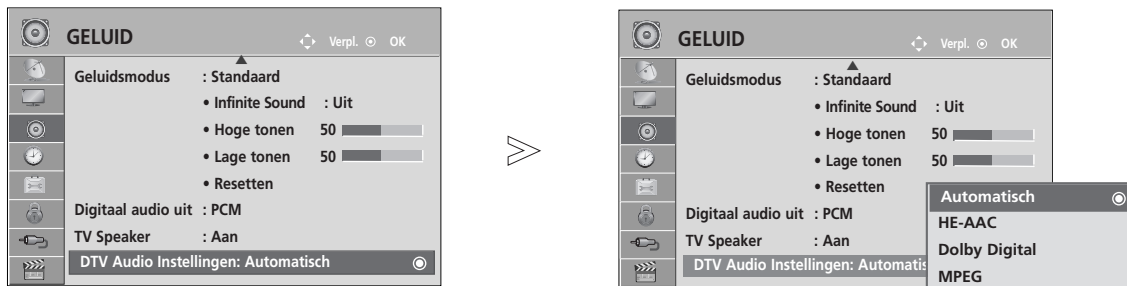 GELUID
Verpl. OK
Geluidsmodus : Standaard
• Infinite Sound : Uit
• Hoge tonen 50
• Lage tonen 50
• Resetten
Digitaal audio uit : PCM
TV Speaker : Aan
DTV Audio Instellingen: Automatisch
GELUID
Verpl. OK
Geluidsmodus : Standaard
• Infinite Sound : Uit
• Hoge tonen 50
• Lage tonen 50
• Resetten
Digitaal audio uit : PCM
TV Speaker : Aan
DTV Audio Instellingen: Automatis
Automatisch
HE-AAC
Dolby Digital
MPEG